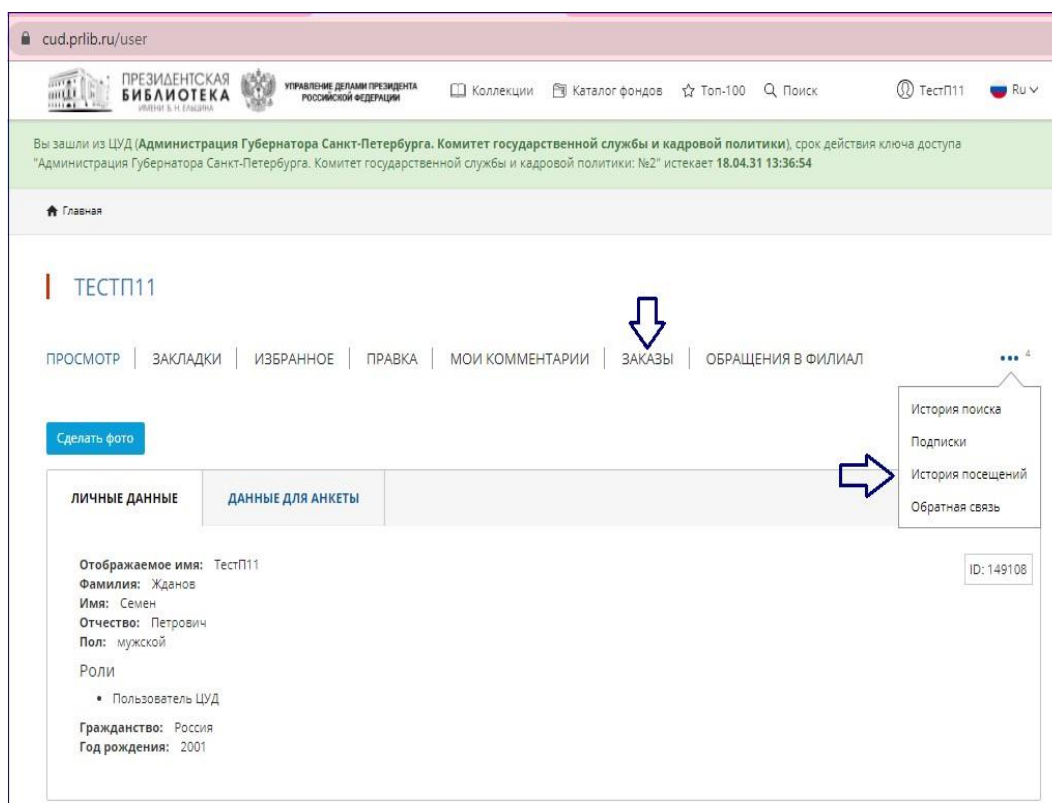 cud.prlib.ru/user
ПРЕЗИДЕНТСКАЯ
БИБЛИОТЕКА
ИМЕНИ Б. Н. ЕЛЬЦИНА
УПРАВЛЕНИЕ ДЕЛАМИ ПРЕЗИДЕНТА
РОССИЙСКОЙ ФЕДЕРАЦИИ
Коллекции Каталог фондов Топ-100 Поиск ТестП11 Ru
Вы зашли из ЦУД (Администрация Губернатора Санкт-Петербурга. Комитет государственной службы и кадровой политики), срок действия ключа доступа
"Администрация Губернатора Санкт-Петербурга. Комитет государственной службы и кадровой политики: №2" истекает 18.04.31 13:36:54
Главная
ТЕСТП11
ПРОСМОТР ЗАКЛАДКИ ИЗБРАННОЕ ПРАВКА МОИ КОММЕНТАРИИ ЗАКАЗЫ ОБРАЩЕНИЯ В ФИЛИАЛ ••• 4
История поиска
Подписки
История посещений
Обратная связь
Сделать фото
ЛИЧНЫЕ ДАННЫЕ ДАННЫЕ ДЛЯ АНКЕТЫ
ID: 149108
Отображаемое имя: ТестП11
Фамилия: Жданов
Имя: Семен
Отчество: Петрович
Пол: мужской
Роли
• Пользователь ЦУД
Гражданство: Россия
Год рождения: 2001